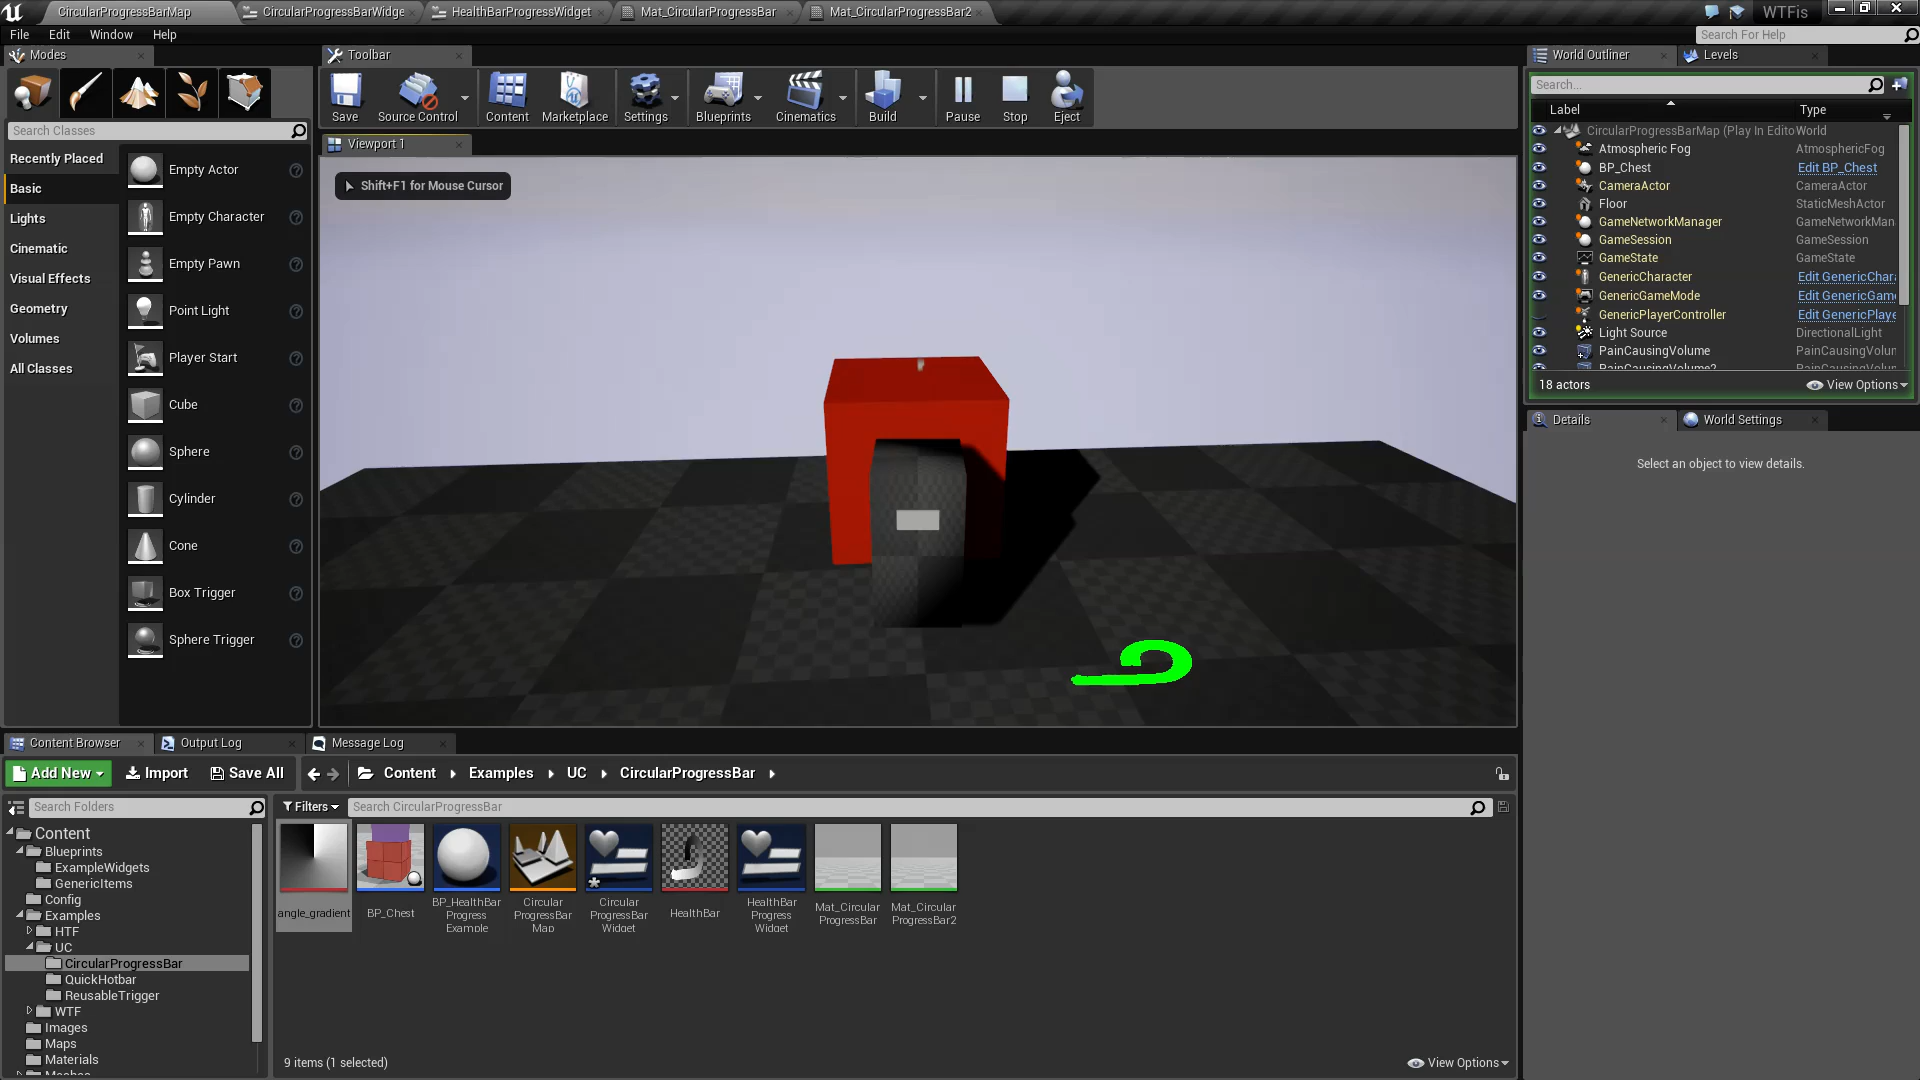 CircularProgressBarMap
CircularProgressBarWidge
HealthBarProgressWidget
Mat_CircularProgressBar
Mat_CircularProgressBar2
WTFis
File Edit Window Help
Search For Help
Modes
Toolbar
World Outliner
Levels
Save
Source Control
Content
Marketplace
Settings
Blueprints
Cinematics
Build
Pause
Stop
Eject
Search Classes
Viewport 1
Shift+F1 for Mouse Cursor
Recently Placed
Basic
Lights
Cinematic
Visual Effects
Geometry
Volumes
All Classes
Empty Actor
Empty Character
Empty Pawn
Point Light
Player Start
Cube
Sphere
Cylinder
Cone
Box Trigger
Sphere Trigger
Search...
Label Type
CircularProgressBarMap (Play In Edito World
Atmospheric Fog AtmosphericFog
BP_Chest Edit BP_Chest
CameraActor CameraActor
Floor StaticMeshActor
GameNetworkManager GameNetworkMan
GameSession GameSession
GameState GameState
GenericCharacter Edit GenericChar
GenericGameMode Edit GenericGame
GenericPlayerController Edit GenericPlaye
Light Source DirectionalLight
PainCausingVolume PainCausingVolun
PainCausingVolume2
18 actors View Options
Details
World Settings
Select an object to view details.
Content Browser
Output Log
Message Log
Add New Import Save All
Content Examples UC CircularProgressBar
Search Folders
Filters
Search CircularProgressBar
Content
Blueprints
ExampleWidgets
GenericItems
Config
Examples
HTF
UC
CircularProgressBar
QuickHotbar
ReusableTrigger
WTF
Images
Maps
Materials
angle_gradient
BP_Chest
BP_HealthBar
Progress
Example
Circular
ProgressBar
Map
Circular
ProgressBar
Widget
HealthBar
HealthBar
Progress
Widget
Mat_Circular
ProgressBar
Mat_Circular
ProgressBar2
9 items (1 selected)
View Options